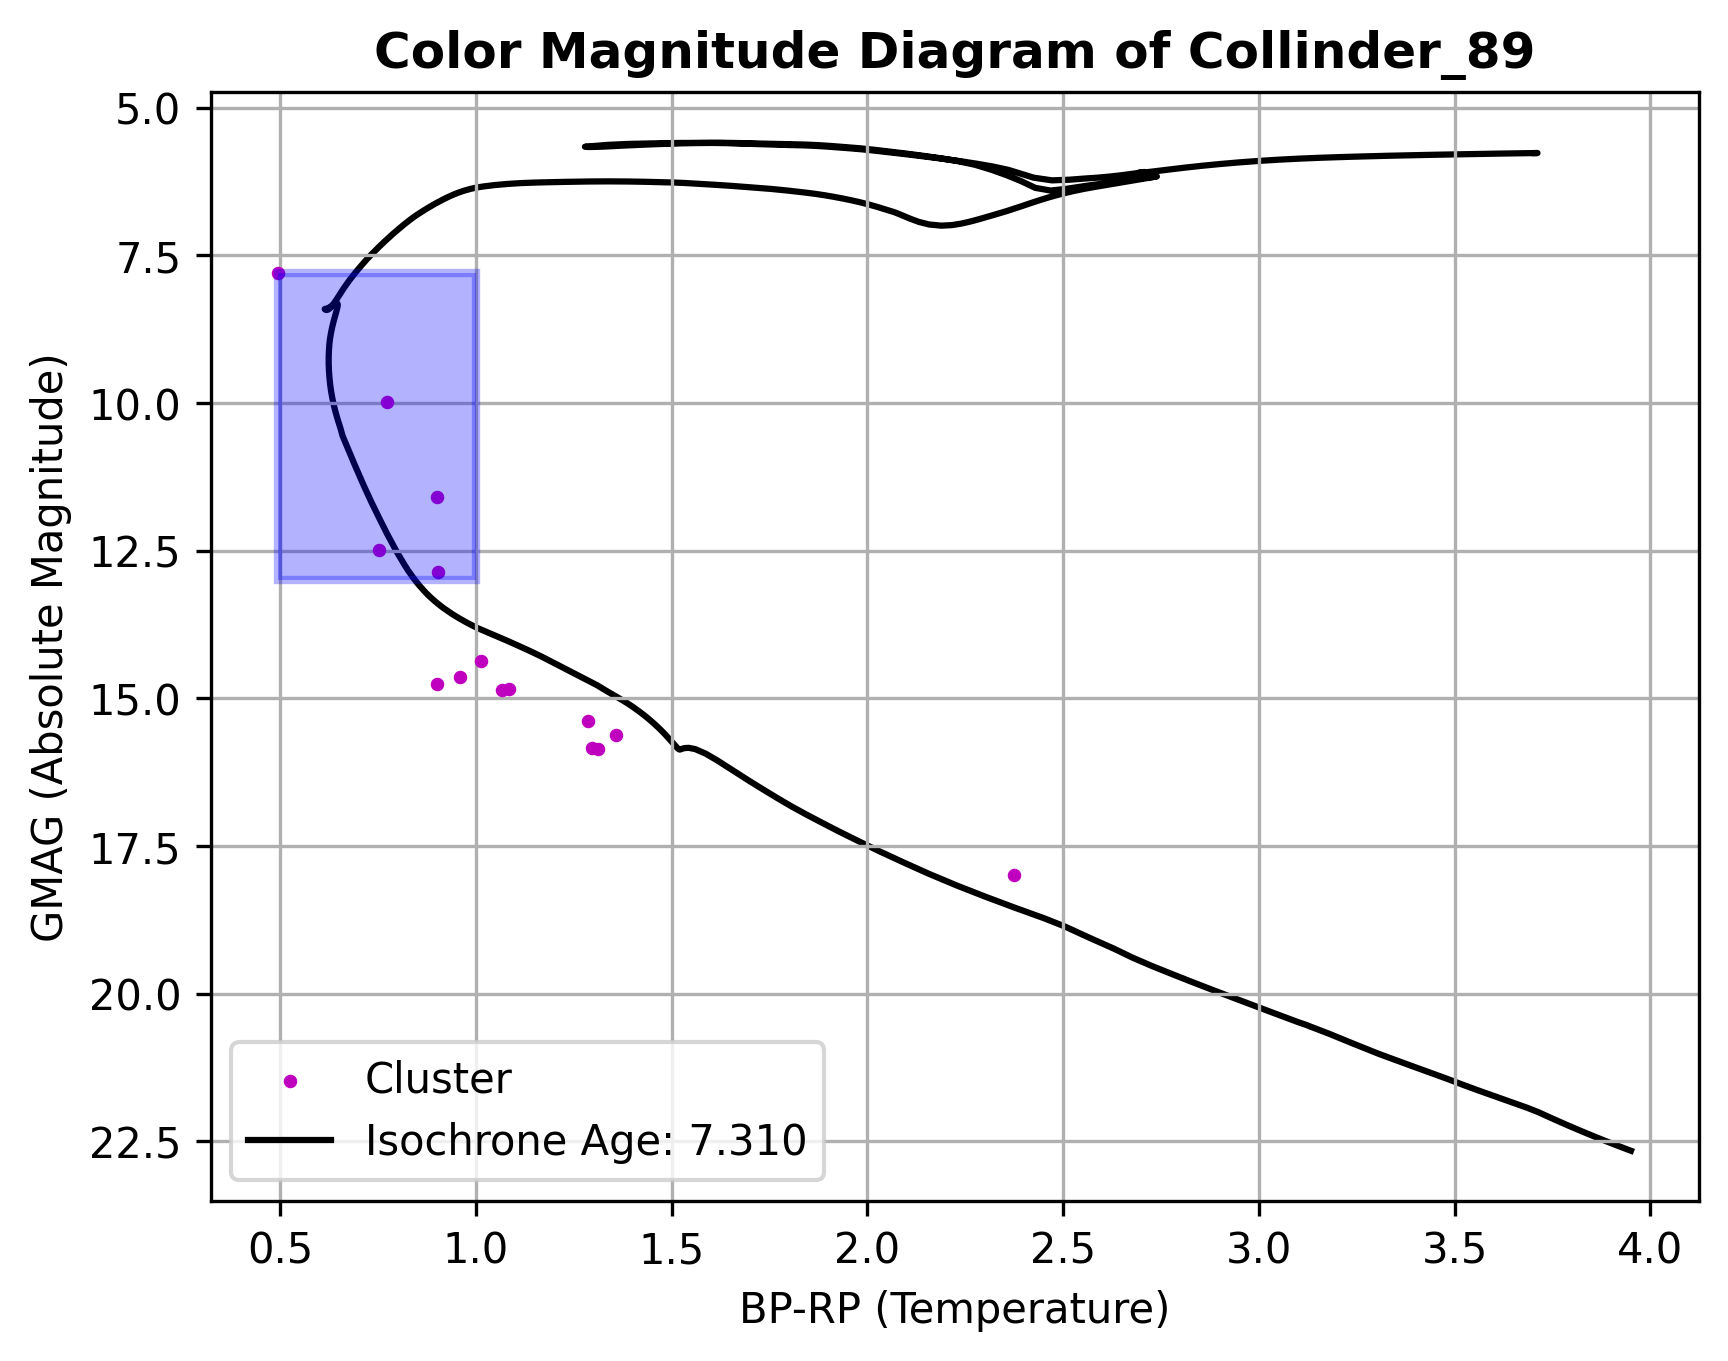 Color Magnitude Diagram of Collinder_89
GMAG (Absolute Magnitude)
5.0
7.5
10.0
12.5
15.0
17.5
20.0
22.5
Cluster
Isochrone Age: 7.310
0.5 1.0 1.5 2.0 2.5 3.0 3.5 4.0
BP-RP (Temperature)